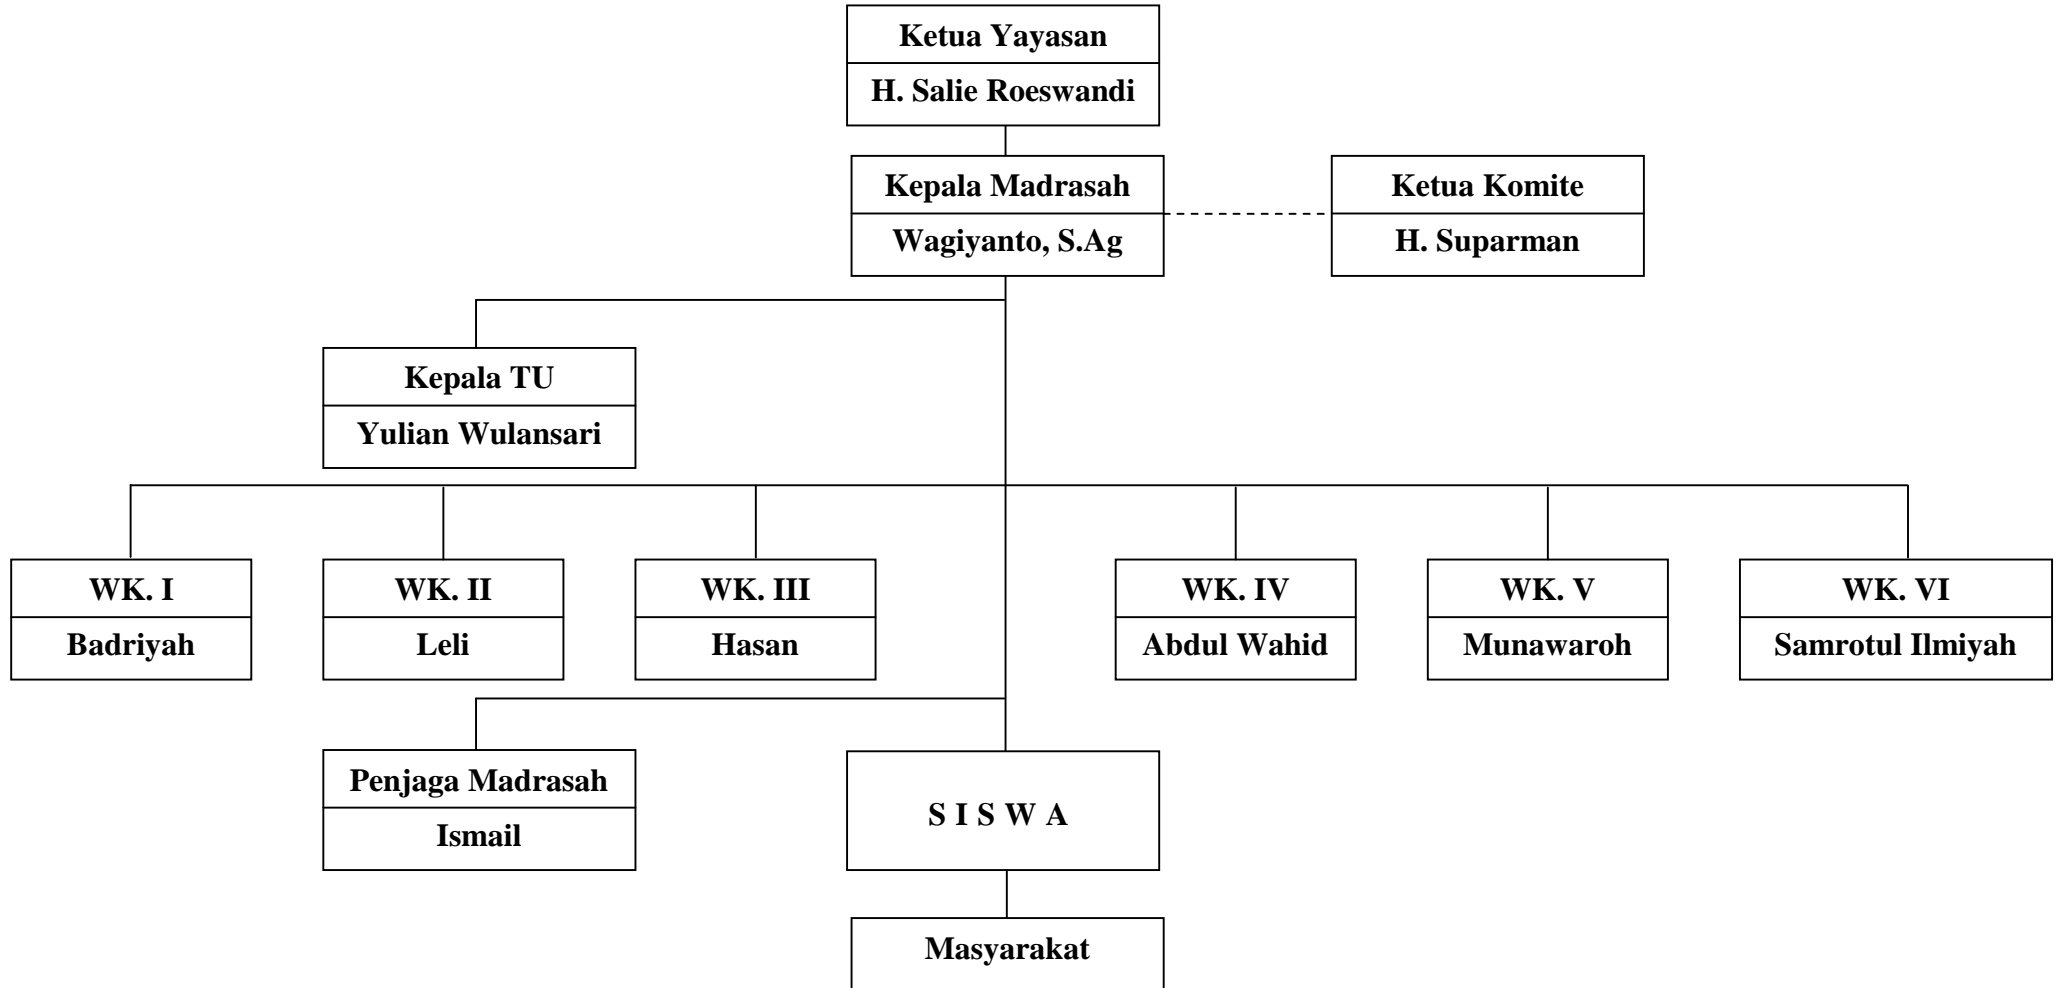 Ketua Yayasan
H. Salie Roeswandi
Kepala Madrasah
Wagiyanto, S.Ag
Ketua Komite
H. Suparman
Kepala TU
Yulian Wulansari
WK. I
Badriyah
WK. II
Leli
WK. III
Hasan
WK. IV
Abdul Wahid
WK. V
Munawaroh
WK. VI
Samrotul Ilmiyah
Penjaga Madrasah
Ismail
S I S W A
Masyarakat